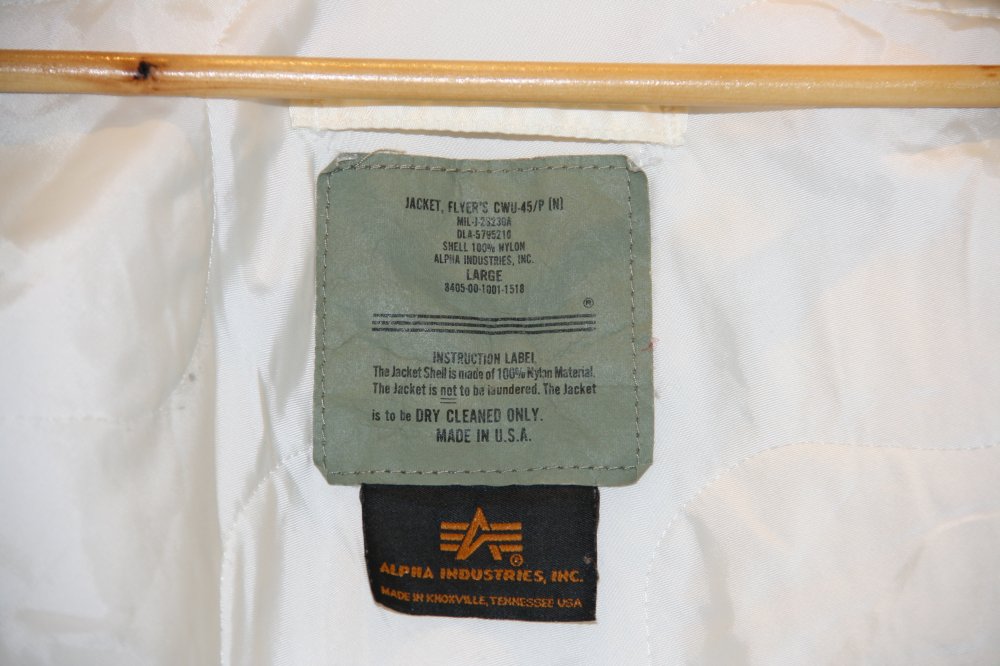 JACKET, FLYER'S CWU-45/P (N)
MIL-J-23230A
DLA-5795210
SHELL 100% NYLON
ALPHA INDUSTRIES, INC.
LARGE
8405-00-1001-1518
®
INSTRUCTION LABEL
The Jacket Shell is made of 100% Nylon Material.
The Jacket is not to be laundered. The Jacket
is to be DRY CLEANED ONLY.
MADE IN U.S.A.
®
ALPHA INDUSTRIES, INC.
MADE IN KNOXVILLE, TENNESSEE USA